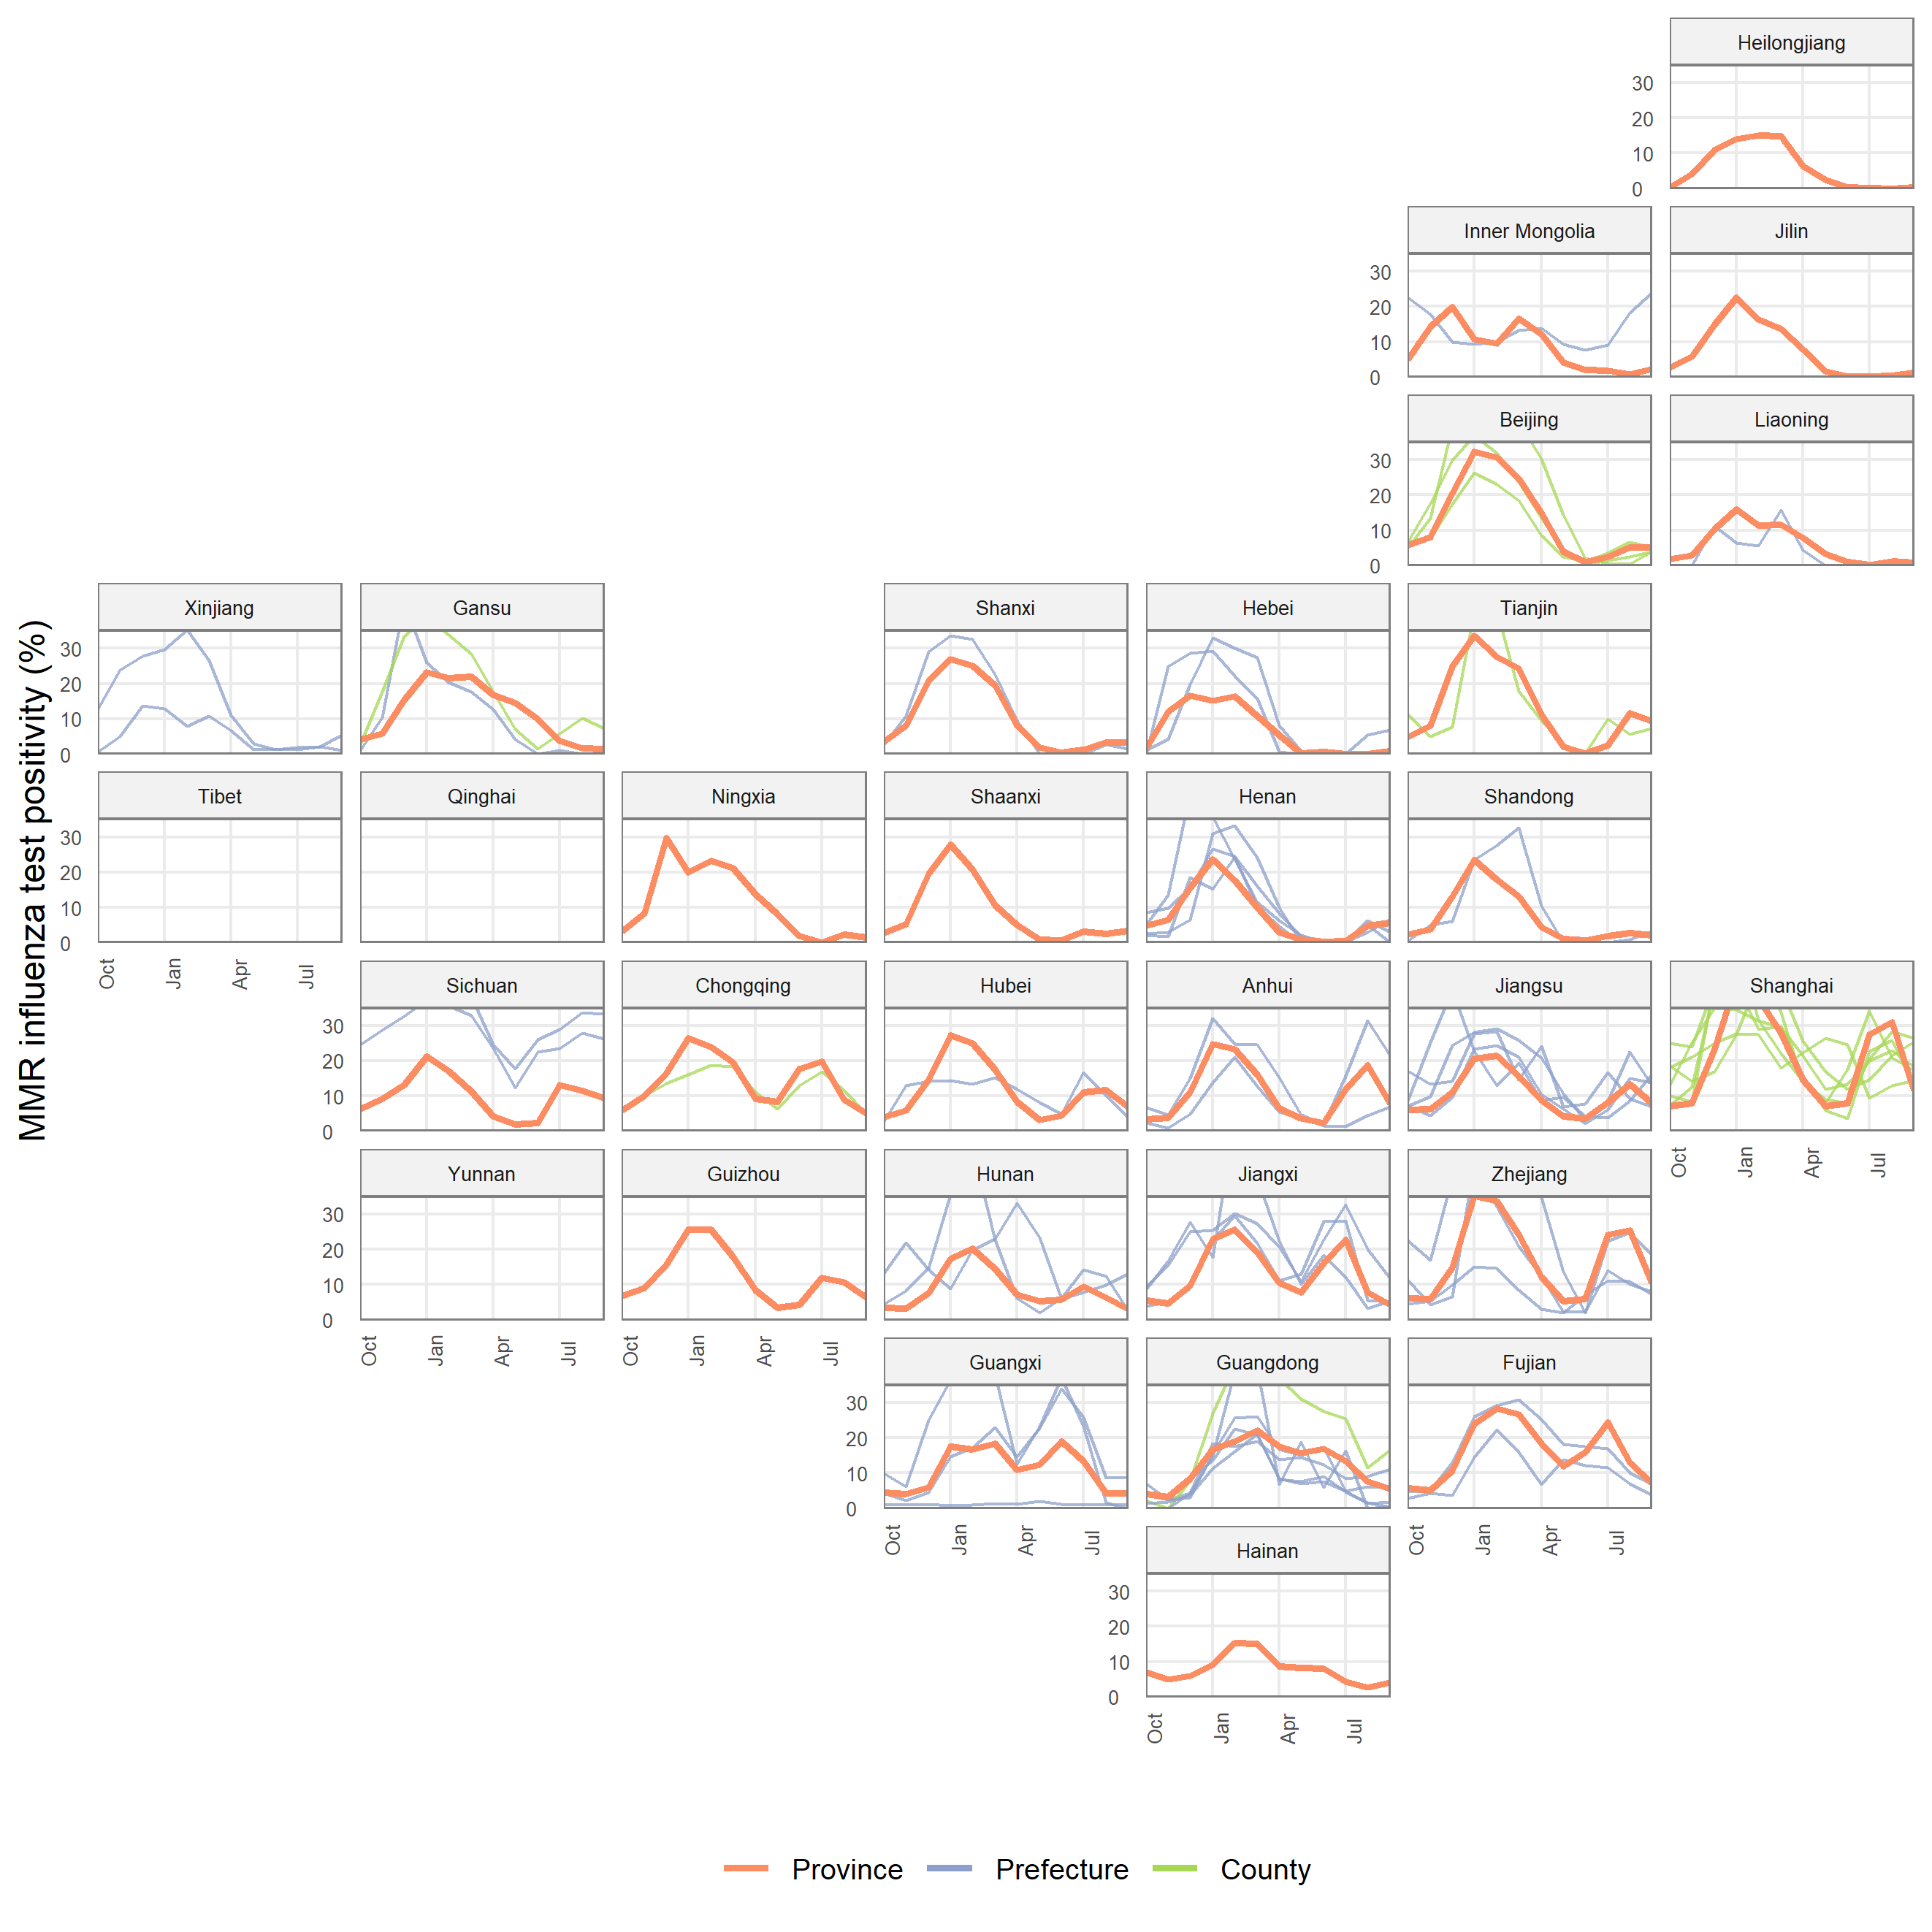 Heilongjiang
30
20
10
0
Inner Mongolia
Jilin
30
20
10
0
Beijing
Liaoning
30
20
10
0
Xinjiang
Gansu
Shanxi
Hebei
Tianjin
30
20
10
0
Tibet
Qinghai
Ningxia
Shaanxi
Henan
Shandong
30
20
10
0
Oct
Jan
Apr
Jul
Sichuan
Chongqing
Hubei
Anhui
Jiangsu
Shanghai
30
20
10
0
Oct
Jan
Apr
Jul
Yunnan
Guizhou
Hunan
Jiangxi
Zhejiang
30
20
10
0
Oct
Jan
Apr
Jul
Oct
Jan
Apr
Jul
Guangxi
Guangdong
Fujian
30
20
10
0
Oct
Jan
Apr
Jul
Oct
Jan
Apr
Jul
Hainan
30
20
10
0
Oct
Jan
Apr
Jul
MMR influenza test positivity (%)
Province
Prefecture
County